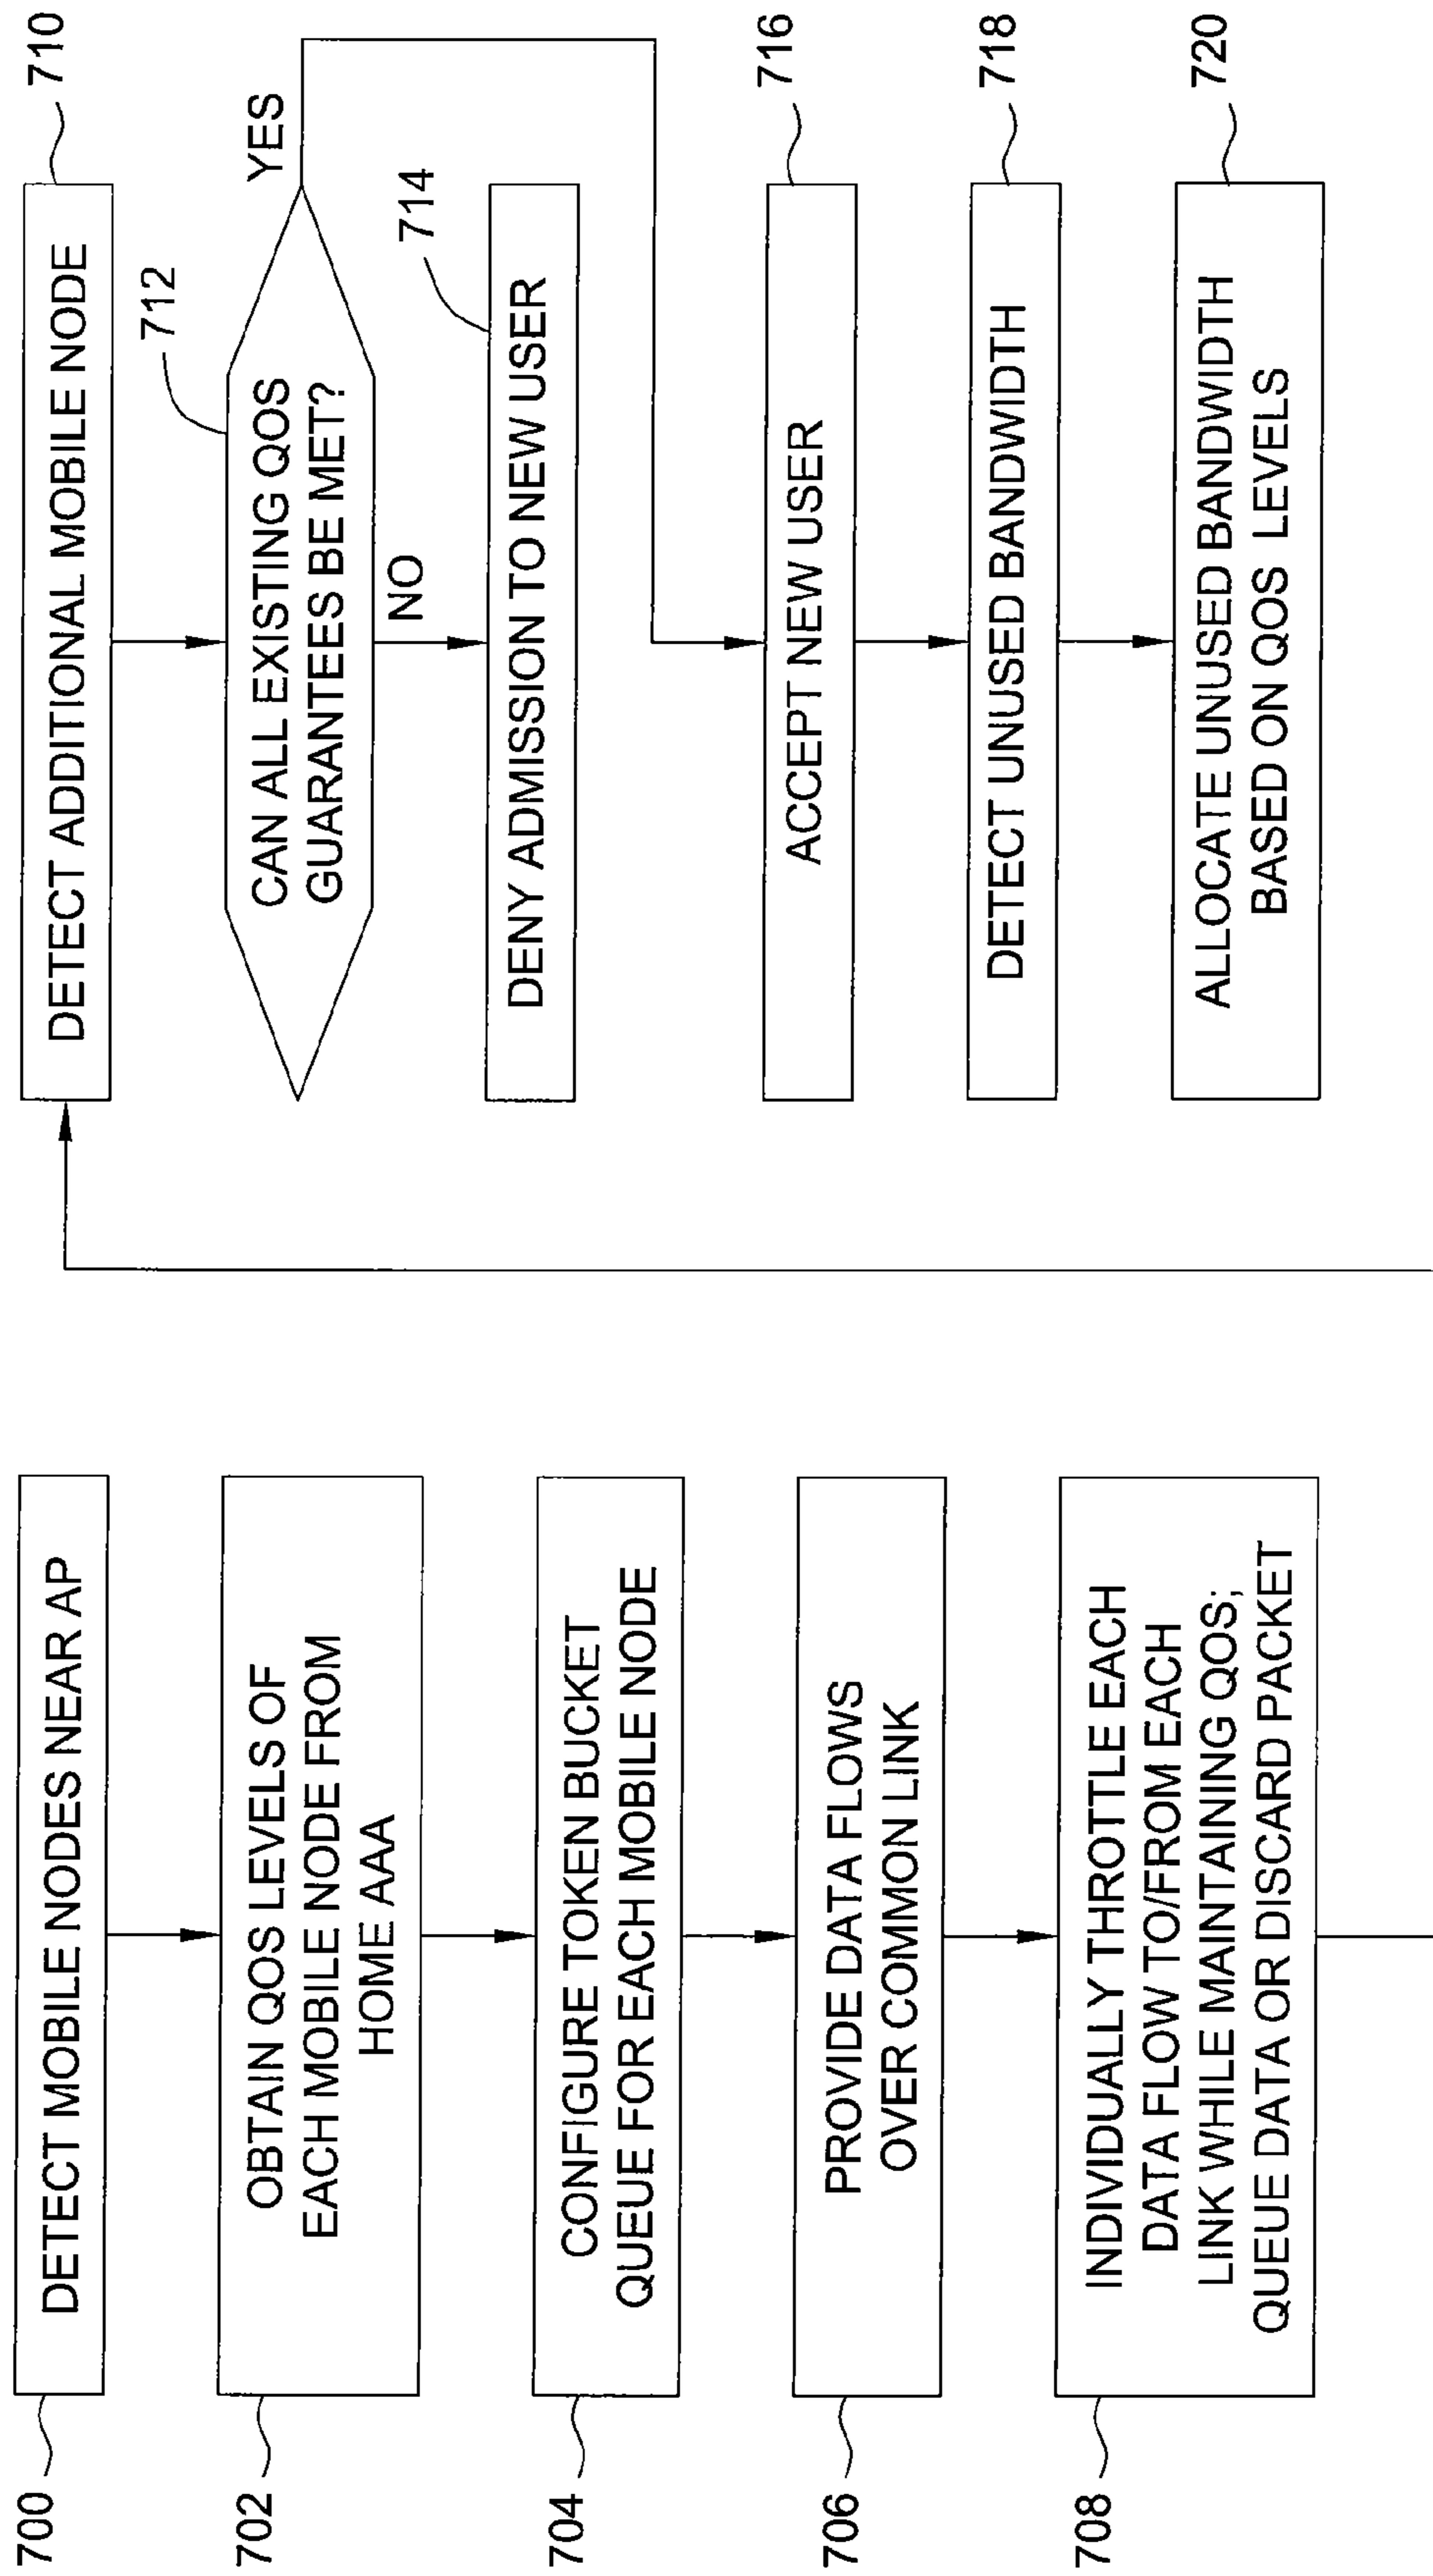 700
DETECT MOBILE NODES NEAR AP
702
OBTAIN QOS LEVELS OF
EACH MOBILE NODE FROM
HOME AAA
704
CONFIGURE TOKEN BUCKET
QUEUE FOR EACH MOBILE NODE
706
PROVIDE DATA FLOWS
OVER COMMON LINK
708
INDIVIDUALLY THROTTLE EACH
DATA FLOW TO/FROM EACH
LINK WHILE MAINTAINING QOS;
QUEUE DATA OR DISCARD PACKET
710
DETECT ADDITIONAL MOBILE NODE
712
CAN ALL EXISTING QOS
GUARANTEES BE MET?
YES
NO
714
DENY ADMISSION TO NEW USER
716
ACCEPT NEW USER
718
DETECT UNUSED BANDWIDTH
720
ALLOCATE UNUSED BANDWIDTH
BASED ON QOS LEVELS